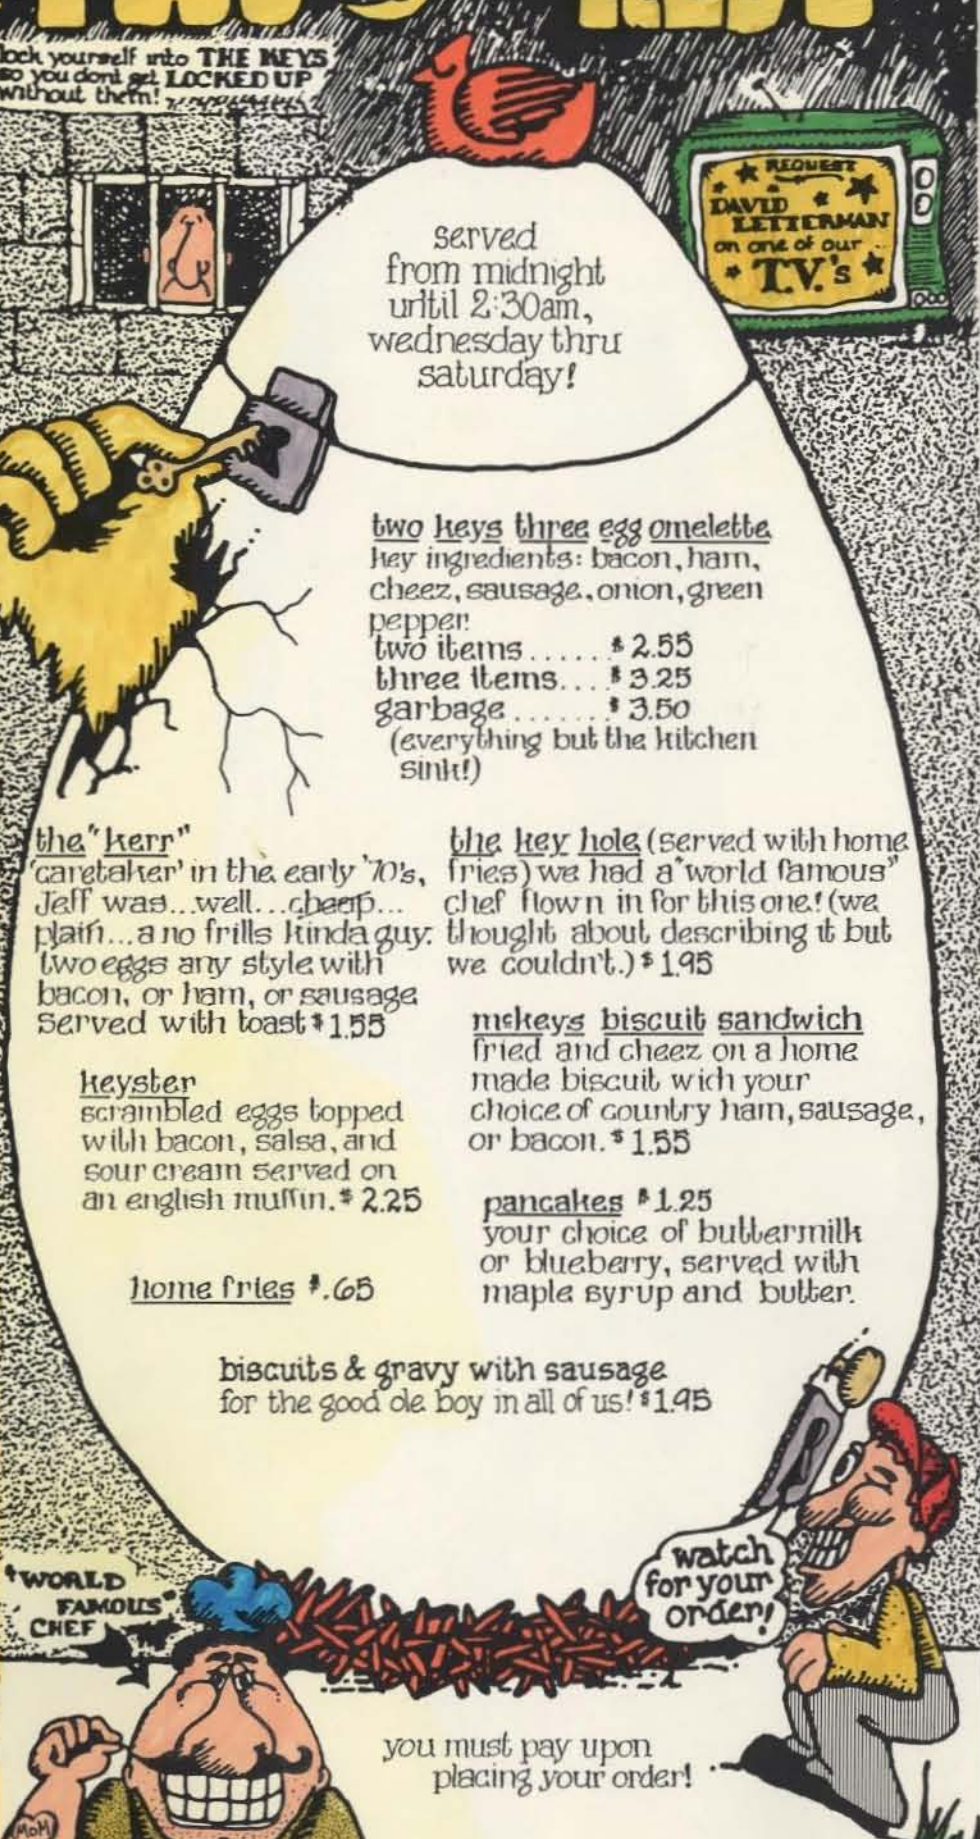 lock yourself into THE KEYS
so you dont get LOCKED UP
without them!
REQUEST
DAVID
LETTERMAN
on one of our
T.V.'s
served
from midnight
until 2:30am,
wednesday thru
saturday!
two keys three egg omelette
key ingredients: bacon, ham,
cheez, sausage, onion, green
pepper.
two items...... $2.55
three items.... $3.25
garbage....... $3.50
(everything but the kitchen
sink!)
the "kerr"
'caretaker' in the early '70's,
Jeff was...well...cheap...
plain...a no frills kinda guy.
two eggs any style with
bacon, or ham, or sausage
served with toast $1.55
keyster
scrambled eggs topped
with bacon, salsa, and
sour cream served on
an english muffin. $2.25
home fries $.65
the key hole (served with home
fries) we had a "world famous"
chef flown in for this one! (we
thought about describing it but
we couldn't.) $1.95
mckeys biscuit sandwich
fried and cheez on a home
made biscuit wich your
choice of country ham, sausage,
or bacon. $1.55
pancakes $1.25
your choice of buttermilk
or blueberry, served with
maple syrup and butter.
biscuits & gravy with sausage
for the good ole boy in all of us! $1.95
watch
for your
order!
"WORLD
FAMOUS"
CHEF
you must pay upon
placing your order!
MOM